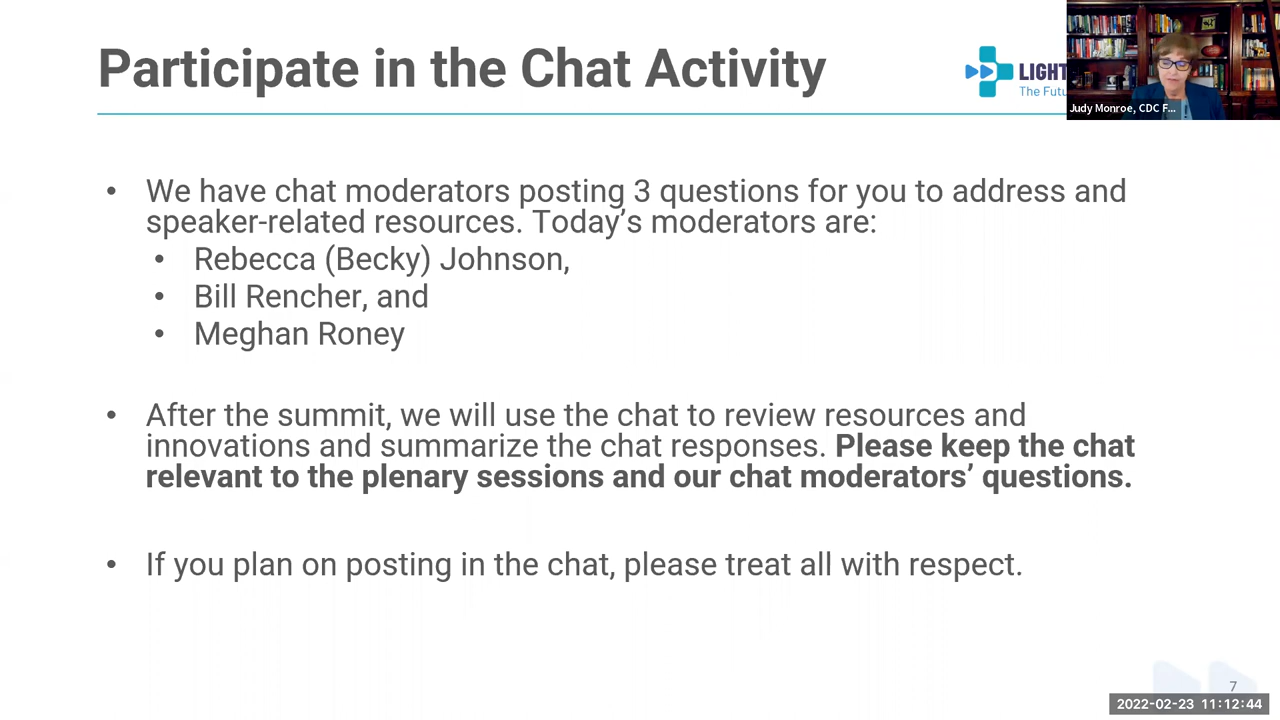 Participate in the Chat Activity
LIGHT
The Futu
Judy Monroe, CDC F...
• We have chat moderators posting 3 questions for you to address and
speaker-related resources. Today’s moderators are:
• Rebecca (Becky) Johnson,
• Bill Rencher, and
• Meghan Roney
• After the summit, we will use the chat to review resources and
innovations and summarize the chat responses. Please keep the chat
relevant to the plenary sessions and our chat moderators’ questions.
• If you plan on posting in the chat, please treat all with respect.
7
2022-02-23 11:12:44